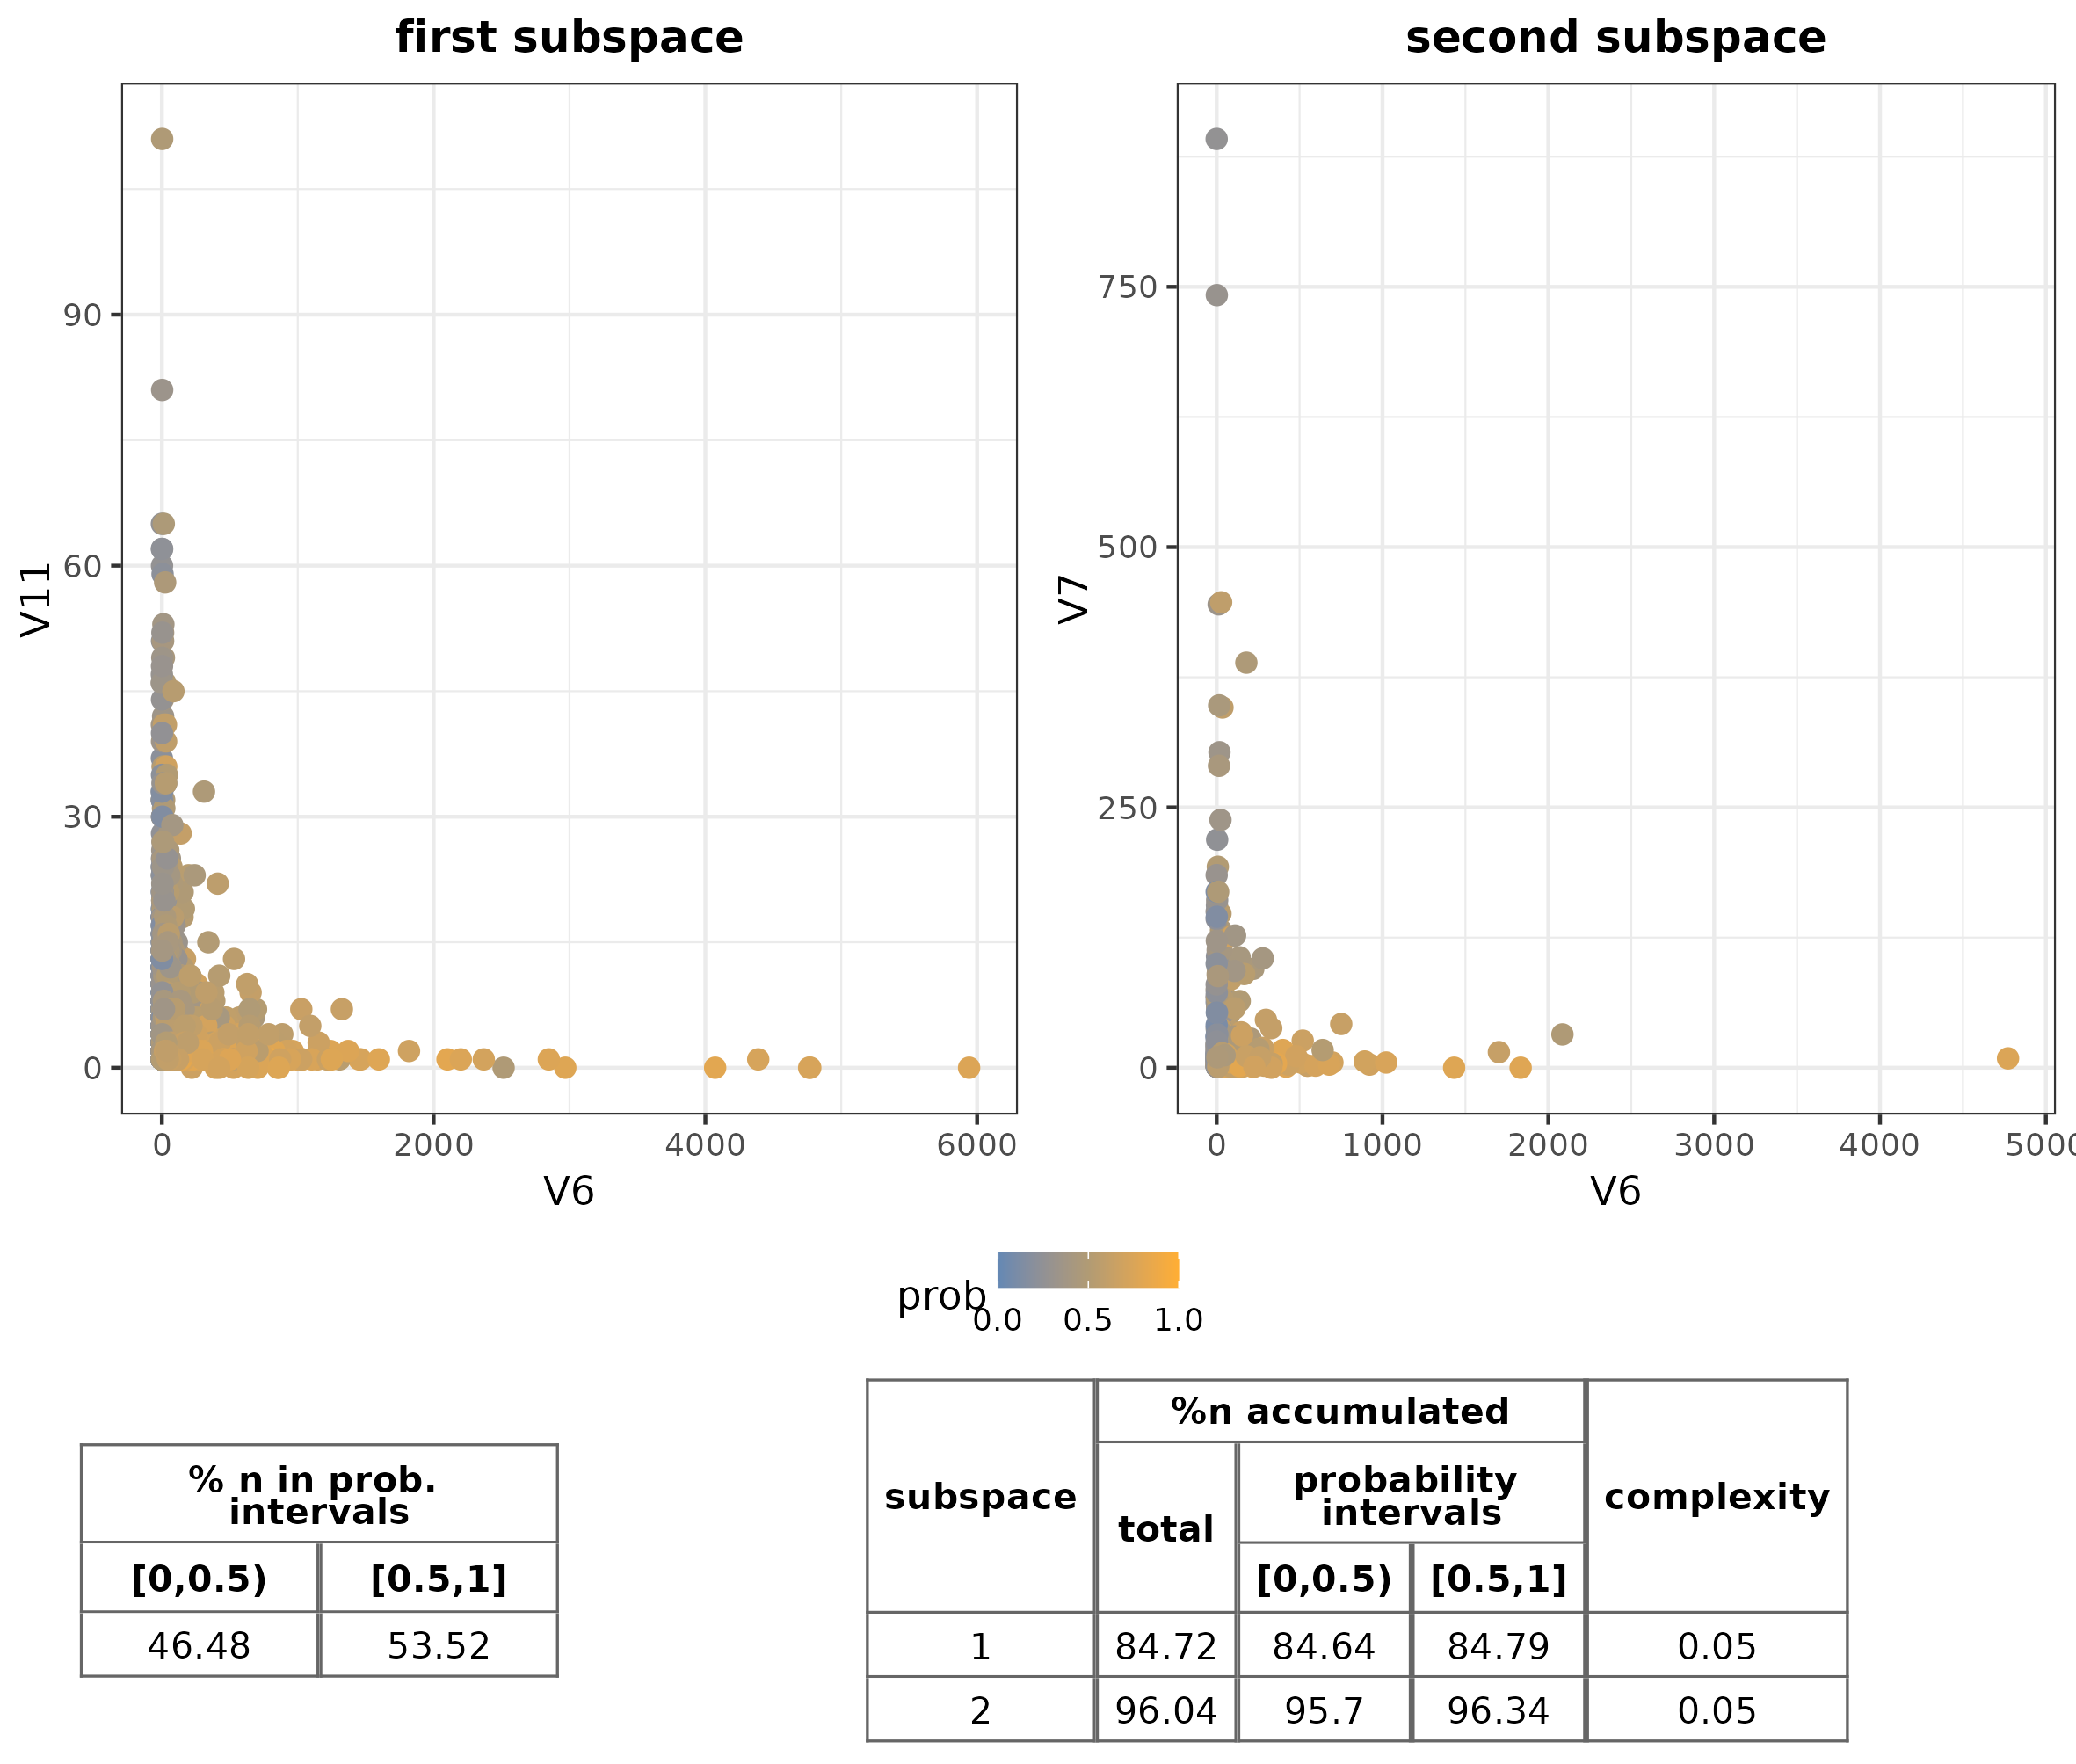 first subspace
second subspace
V11
90
60
30
0
0 2000 4000 6000
V6
V7
750
500
250
0
0 1000 2000 3000 4000 500
V6
prob
0.0 0.5 1.0
% n in prob.
intervals
[0,0.5) [0.5,1]
46.48 53.52
subspace
%n accumulated
total
probability
intervals
[0,0.5) [0.5,1]
complexity
1 84.72 84.64 84.79 0.05
2 96.04 95.7 96.34 0.05